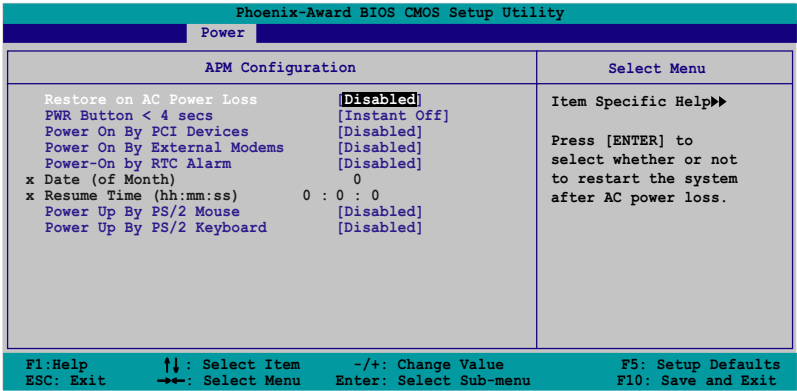 Phoenix-Award BIOS CMOS Setup Utility
Power
APM Configuration
Select Menu
Restore on AC Power Loss [Disabled]
PWR Button < 4 secs [Instant Off]
Power On By PCI Devices [Disabled]
Power On By External Modems [Disabled]
Power-On by RTC Alarm [Disabled]
x Date (of Month) 0
x Resume Time (hh:mm:ss) 0 : 0 : 0
Power Up By PS/2 Mouse [Disabled]
Power Up By PS/2 Keyboard [Disabled]
Item Specific Help
Press [ENTER] to
select whether or not
to restart the system
after AC power loss.
F1:Help ↑↓: Select Item -/+: Change Value F5: Setup Defaults
ESC: Exit →←: Select Menu Enter: Select Sub-menu F10: Save and Exit